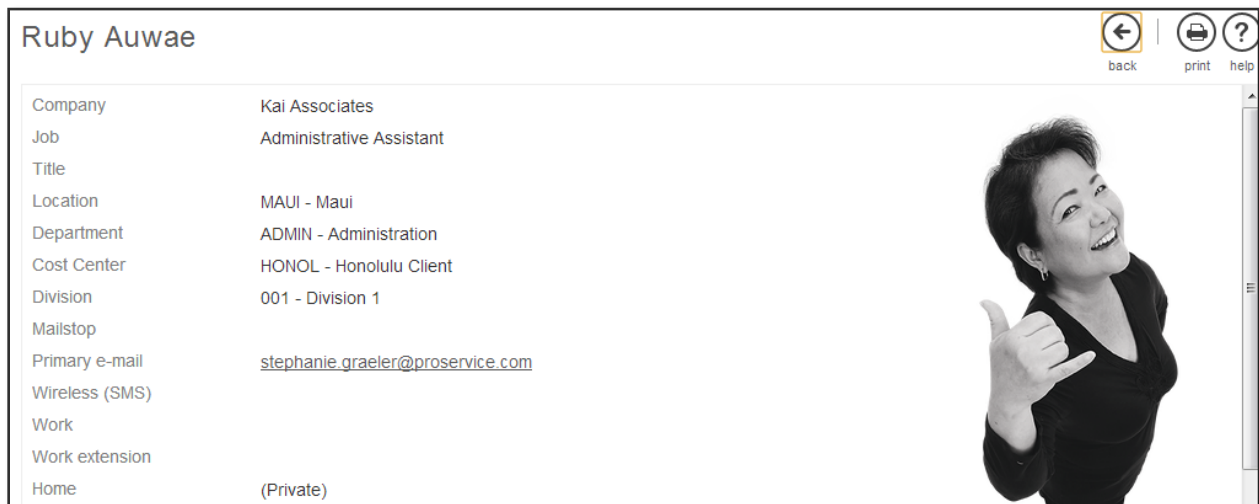 Ruby Auwae
back print help
Company Kai Associates
Job Administrative Assistant
Title
Location MAUI - Maui
Department ADMIN - Administration
Cost Center HONOL - Honolulu Client
Division 001 - Division 1
Mailstop
Primary e-mail stephanie.graeler@proservice.com
Wireless (SMS)
Work
Work extension
Home (Private)